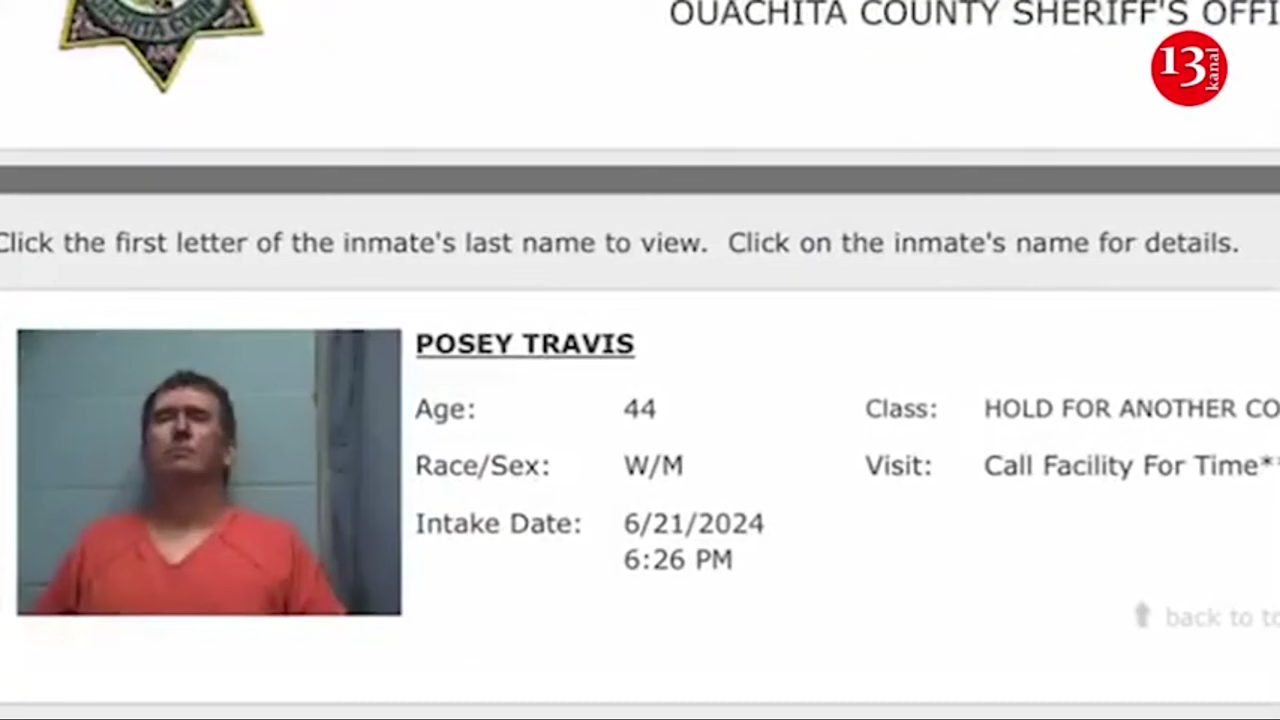 OUACHITA COUNTY SHERIFF'S OFFI
13 kanal
Click the first letter of the inmate's last name to view. Click on the inmate's name for details.
POSEY TRAVIS
Age: 44 Class: HOLD FOR ANOTHER CO
Race/Sex: W/M Visit: Call Facility For Time**
Intake Date: 6/21/2024
6:26 PM
back to to